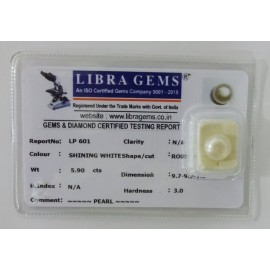 LIBRA GEMS®
An ISO Certified Gems Company 9001 - 2015
Registered Under the Trade Marks with Govt. of India
website : www.libragems.co.in
GEMS & DIAMOND CERTIFIED TESTING REPORT
ReportNo: LP 601 Clarity : N/A
Colour : SHINING WHITE Shape/cut : ROU
Wt : 5.90 cts Dimension :
R.Index : N/A Hardness : 3.0
Comment: ------ PEARL ------